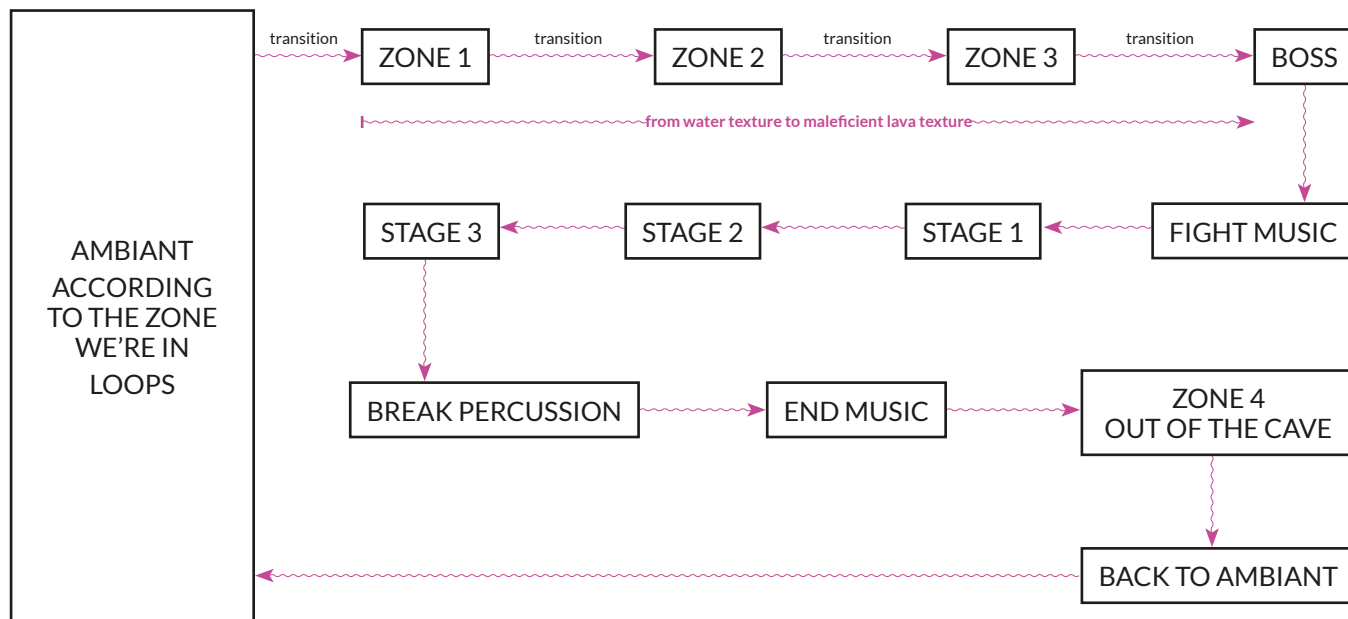 transition
ZONE 1
transition
ZONE 2
transition
ZONE 3
transition
BOSS
from water texture to maleficient lava texture
AMBIANT
ACCORDING
TO THE ZONE
WE’RE IN
LOOPS
STAGE 3
STAGE 2
STAGE 1
FIGHT MUSIC
BREAK PERCUSSION
END MUSIC
ZONE 4
OUT OF THE CAVE
BACK TO AMBIANT